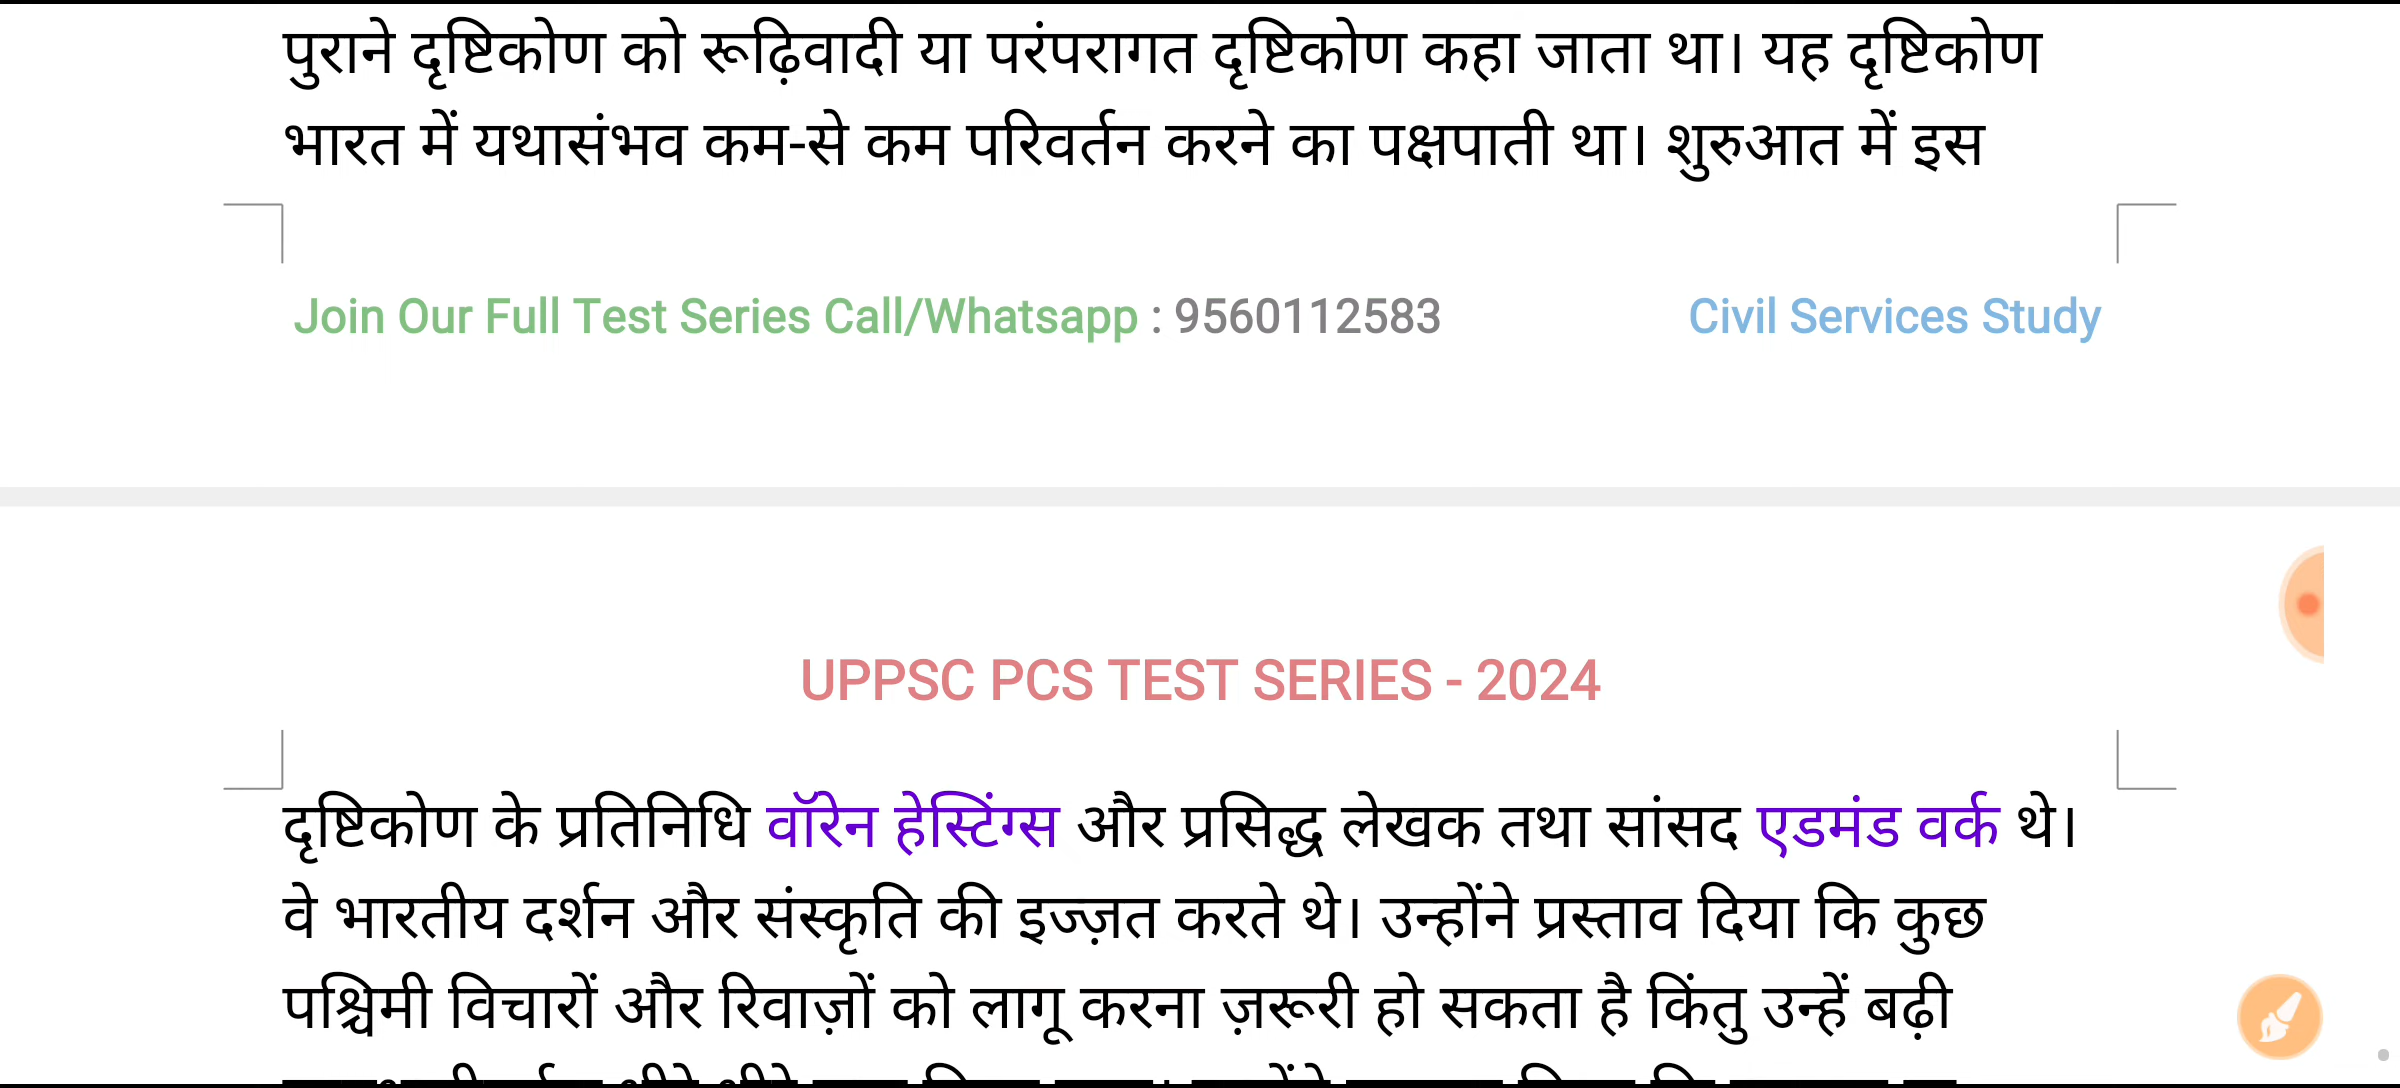 पुराने दृष्टिकोण को रूढ़िवादी या परंपरागत दृष्टिकोण कहा जाता था। यह दृष्टिकोण
भारत में यथासंभव कम-से कम परिवर्तन करने का पक्षपाती था। शुरुआत में इस
Join Our Full Test Series Call/Whatsapp : 9560112583 Civil Services Study
UPPSC PCS TEST SERIES - 2024
दृष्टिकोण के प्रतिनिधि वॉरेन हेस्टिंग्स और प्रसिद्ध लेखक तथा सांसद एडमंड वर्क थे।
वे भारतीय दर्शन और संस्कृति की इज्ज़त करते थे। उन्होंने प्रस्ताव दिया कि कुछ
पश्चिमी विचारों और रिवाज़ों को लागू करना ज़रूरी हो सकता है किंतु उन्हें बढ़ी